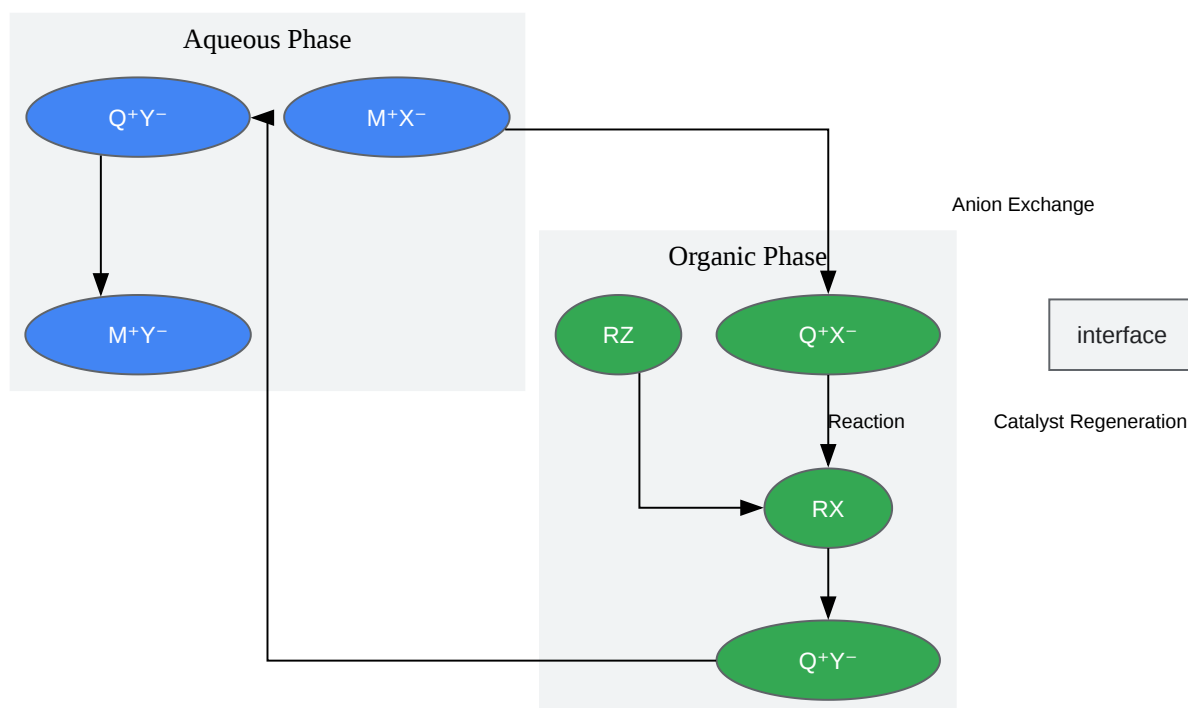 Aqueous Phase
Q⁺Y⁻
M⁺X⁻
Anion Exchange
Organic Phase
M⁺Y⁻
RZ
Q⁺X⁻
interface
Reaction
Catalyst Regeneration
RX
Q⁺Y⁻